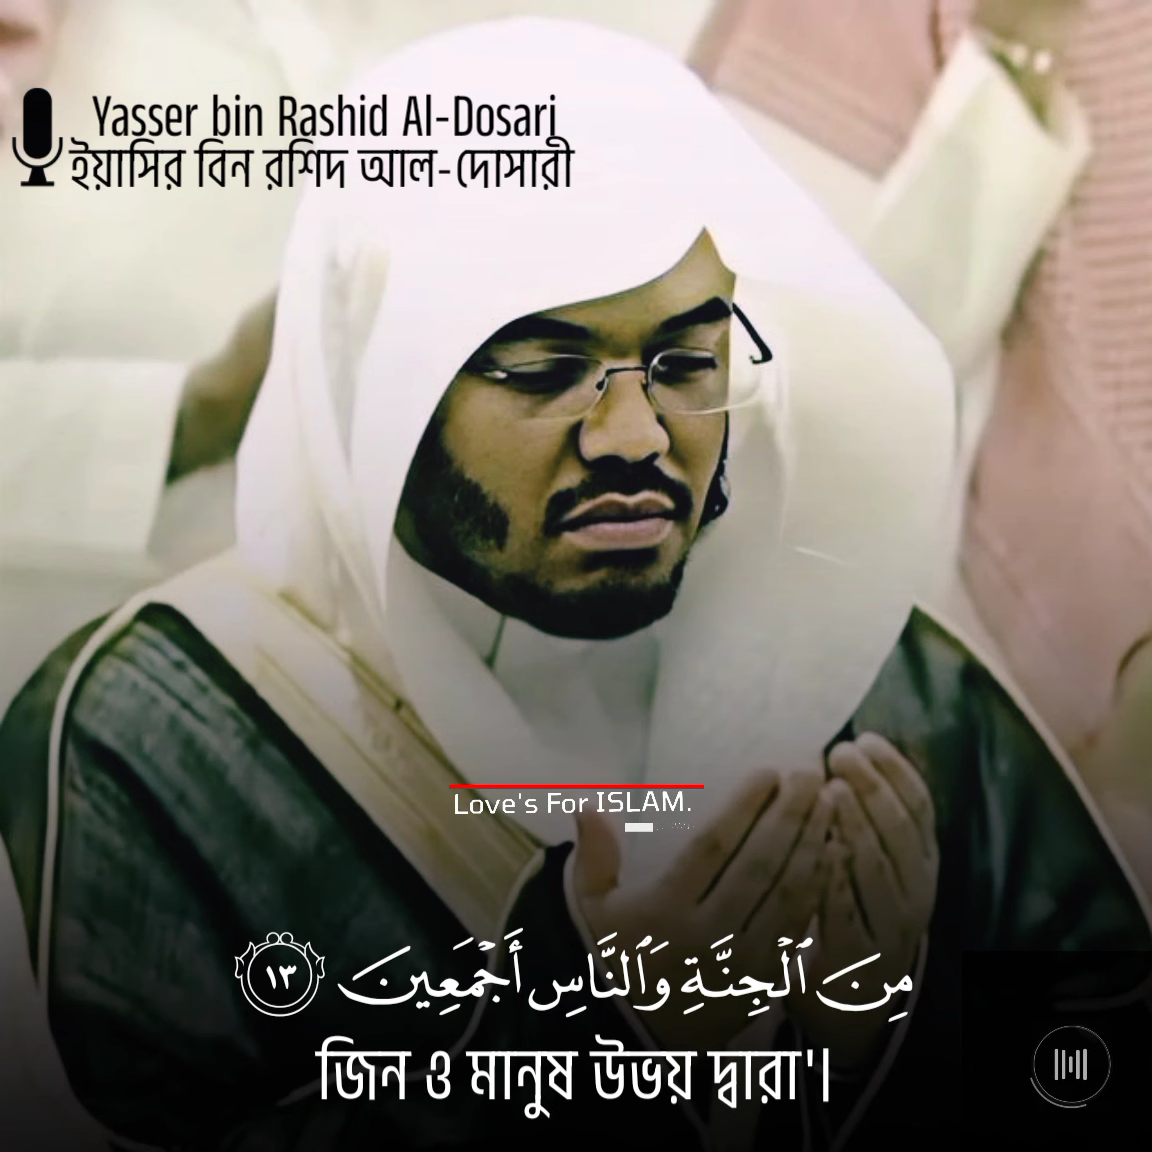 Yasser bin Rashid Al-Dosari
ইয়াসির বিন রশিদ আল-দোসারী
Love's For ISLAM.
مِنَ ٱلْجِنَّةِ وَٱلنَّاسِ أَجْمَعِينَ ١٣
জিন ও মানুষ উভয় দ্বারা'।